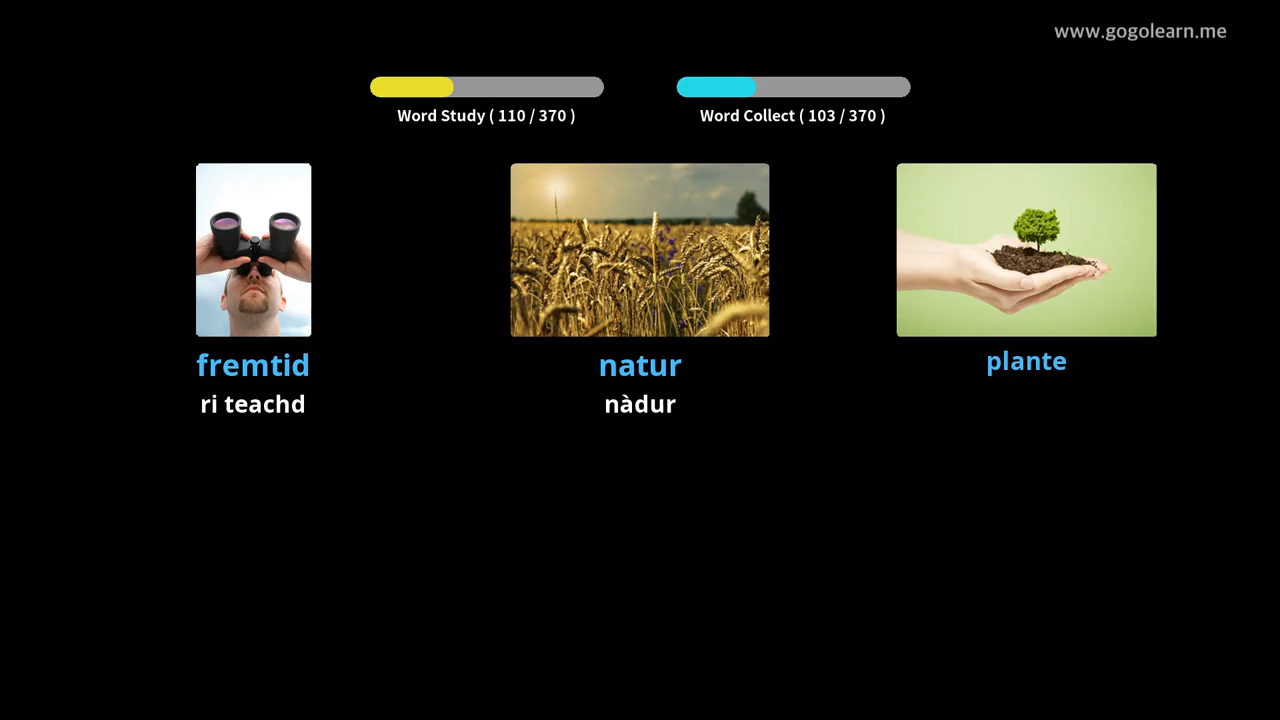 www.gogolearn.me
Word Study ( 110 / 370 )
Word Collect ( 103 / 370 )
fremtid
ri teachd
natur
nàdur
plante